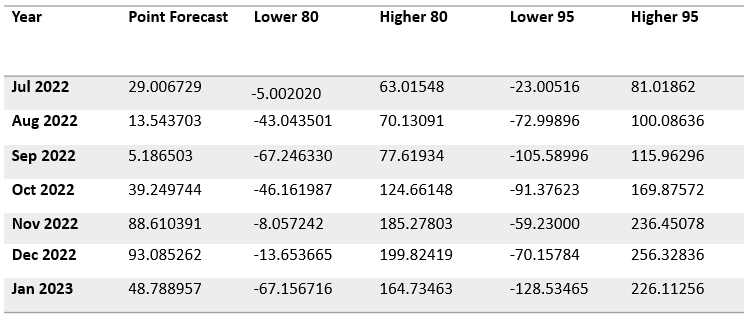 Year Point Forecast Lower 80 Higher 80 Lower 95 Higher 95
Jul 2022 29.006729 -5.002020 63.01548 -23.00516 81.01862
Aug 2022 13.543703 -43.043501 70.13091 -72.99896 100.08636
Sep 2022 5.186503 -67.246330 77.61934 -105.58996 115.96296
Oct 2022 39.249744 -46.161987 124.66148 -91.37623 169.87572
Nov 2022 88.610391 -8.057242 185.27803 -59.23000 236.45078
Dec 2022 93.085262 -13.653665 199.82419 -70.15784 256.32836
Jan 2023 48.788957 -67.156716 164.73463 -128.53465 226.11256